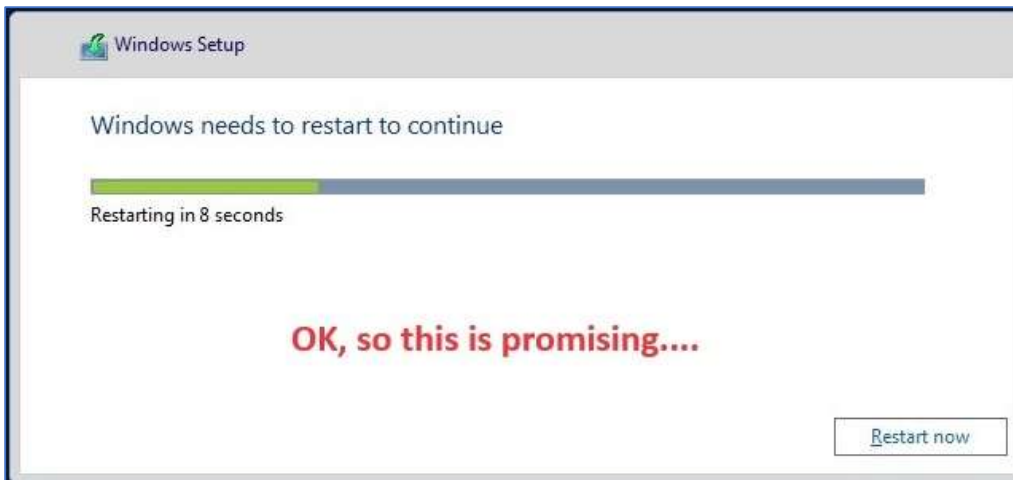 Windows Setup
Windows needs to restart to continue
Restarting in 8 seconds
OK, so this is promising....
Restart now